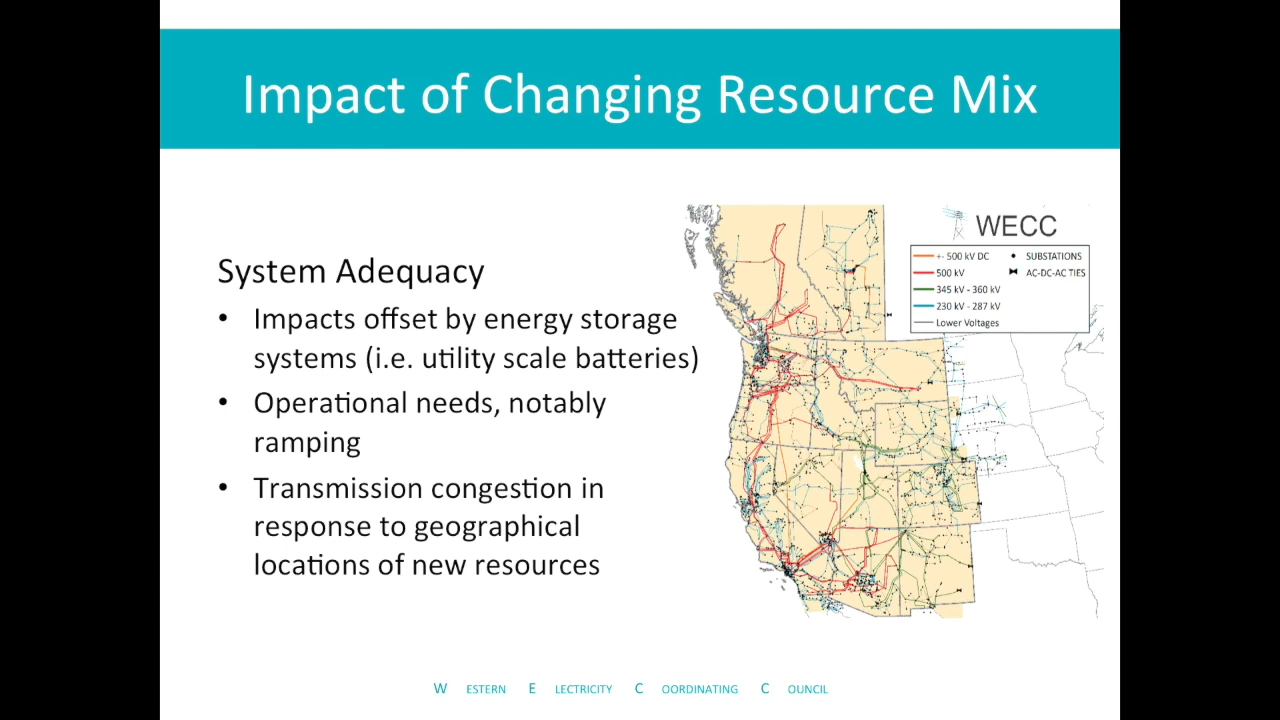 Impact of Changing Resource Mix
System Adequacy
• Impacts offset by energy storage
systems (i.e. utility scale batteries)
• Operational needs, notably
ramping
• Transmission congestion in
response to geographical
locations of new resources
WECC
+- 500 kV DC
500 kV
345 kV - 360 kV
230 kV - 287 kV
Lower Voltages
SUBSTATIONS
AC-DC-AC TIES
W ESTERN E LECTRICITY C OORDINATING C OUNCIL